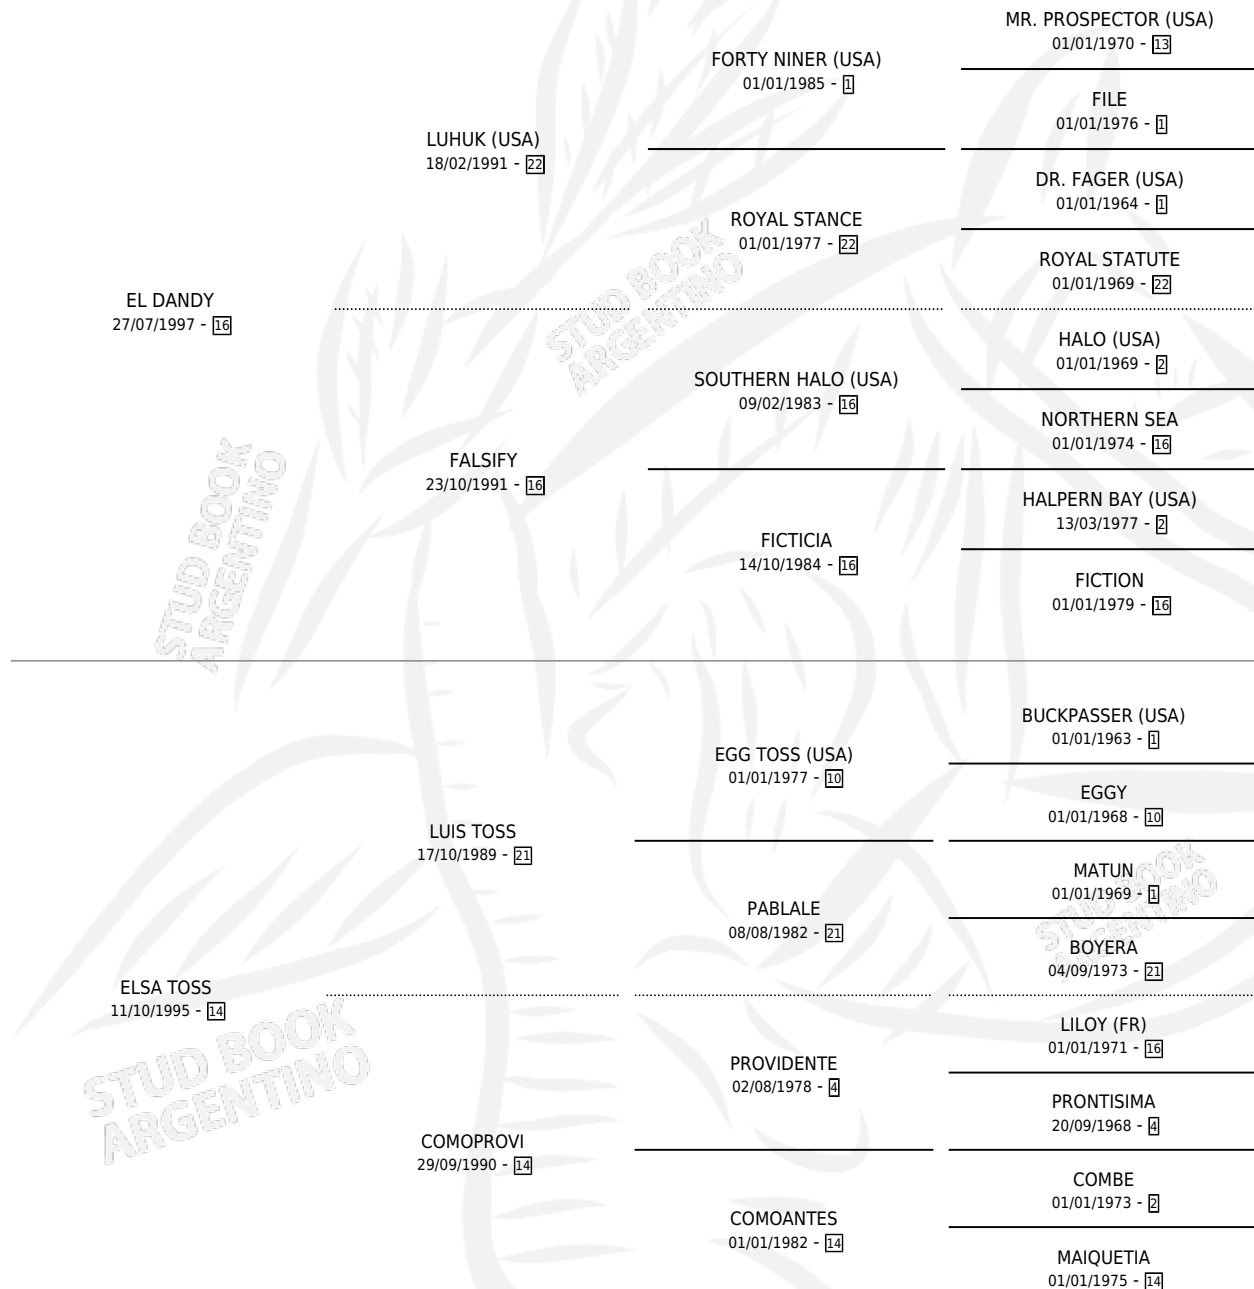 MR. PROSPECTOR (USA)
01/01/1970 - 13
FORTY NINER (USA)
01/01/1985 - 1
FILE
01/01/1976 - 1
LUHUK (USA)
18/02/1991 - 22
DR. FAGER (USA)
01/01/1964 - 1
ROYAL STANCE
01/01/1977 - 22
ROYAL STATUTE
01/01/1969 - 22
EL DANDY
27/07/1997 - 16
HALO (USA)
01/01/1969 - 2
SOUTHERN HALO (USA)
09/02/1983 - 16
NORTHERN SEA
01/01/1974 - 16
FALSIFY
23/10/1991 - 16
HALPERN BAY (USA)
13/03/1977 - 2
FICTICIA
14/10/1984 - 16
FICTION
01/01/1979 - 16
BUCKPASSER (USA)
01/01/1963 - 1
EGG TOSS (USA)
01/01/1977 - 10
EGGY
01/01/1968 - 10
LUIS TOSS
17/10/1989 - 21
MATUN
01/01/1969 - 1
PABLALE
08/08/1982 - 21
BOYERA
04/09/1973 - 21
ELSA TOSS
11/10/1995 - 14
LILOY (FR)
01/01/1971 - 16
PROVIDENTE
02/08/1978 - 4
PRONTISIMA
20/09/1968 - 4
COMOPROVI
29/09/1990 - 14
COMBE
01/01/1973 - 2
COMOANTES
01/01/1982 - 14
MAIQUETIA
01/01/1975 - 14
STUD BOOK
ARGENTINO
STUD BOOK
ARGENTINO
STUD BOOK
ARGENTINO
STUD BOOK
ARGENTINO